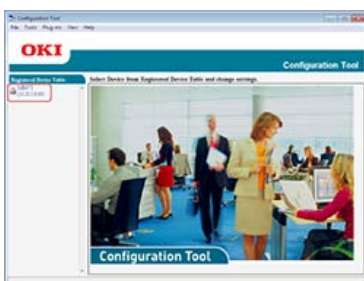 Configuration Tool
File Tools Plug-ins View Help
OKI
Configuration Tool
Registered Device Table
Select Device from Registered Device Table and change settings.
Configuration Tool